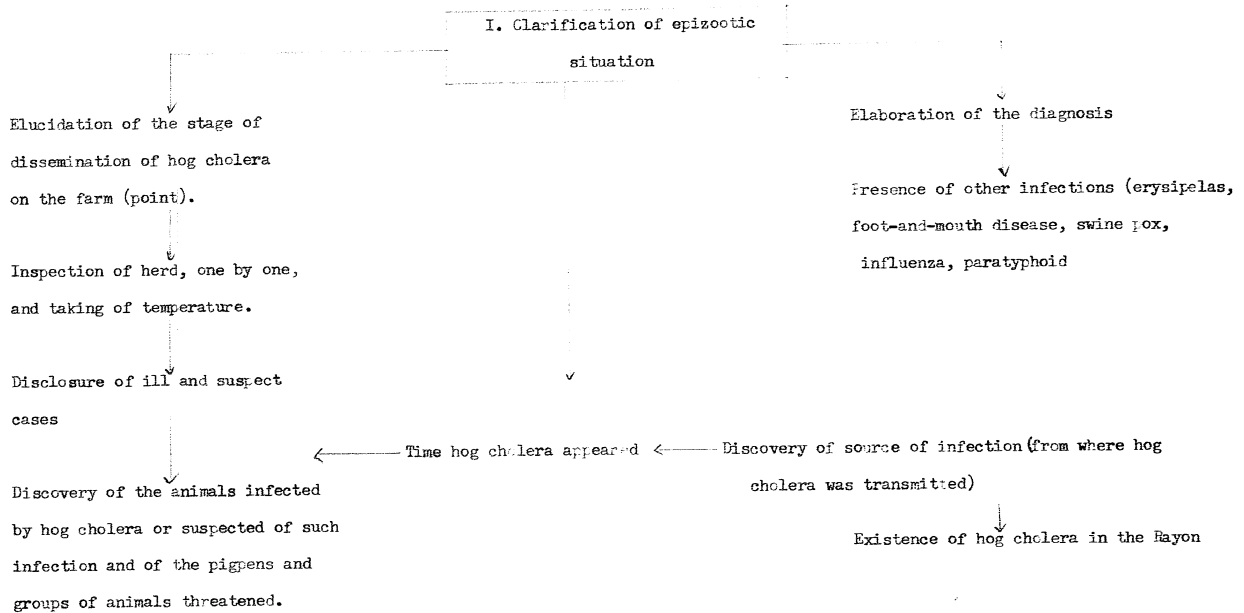 I. Clarification of epizootic
situation
Elucidation of the stage of
dissemination of hog cholera
on the farm (point).
Inspection of herd, one by one,
and taking of temperature.
Disclosure of ill and suspect
cases
Discovery of the animals infected
by hog cholera or suspected of such
infection and of the pigpens and
groups of animals threatened.
Time hog cholera appeared
Discovery of source of infection (from where hog
cholera was transmitted)
Existence of hog cholera in the Rayon
Elaboration of the diagnosis
Presence of other infections (erysipelas,
foot-and-mouth disease, swine pox,
influenza, paratyphoid